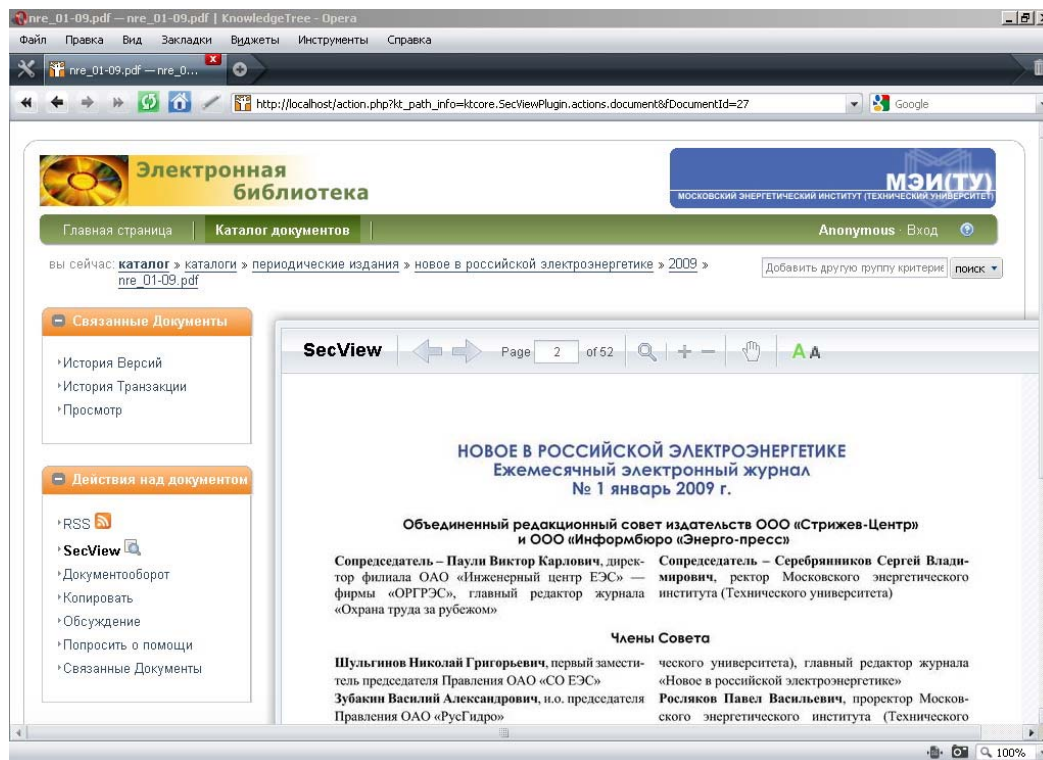 nre_01-09.pdf — nre_01-09.pdf | KnowledgeTree - Opera
Файл Правка Вид Закладки Виджеты Инструменты Справка
nre_01-09.pdf — nre_0...
http://localhost/action.php?kt_path_info=ktcore.SecViewPlugin.actions.document&fDocumentId=27
Google
Электронная
библиотека
МЭИ(ТУ)
МОСКОВСКИЙ ЭНЕРГЕТИЧЕСКИЙ ИНСТИТУТ (ТЕХНИЧЕСКИЙ УНИВЕРСИТЕТ)
Главная страница Каталог документов Anonymous · Вход ?
вы сейчас: каталог » каталоги » периодические издания » новое в российской электроэнергетике » 2009 »
nre_01-09.pdf
Добавить другую группу критерие поиск
Связанные Документы
История Версий
История Транзакции
Просмотр
Действия над документом
RSS
SecView
Документооборот
Копировать
Обсуждение
Попросить о помощи
Связанные Документы
SecView Page 2 of 52 A A
НОВОЕ В РОССИЙСКОЙ ЭЛЕКТРОЭНЕРГЕТИКЕ
Ежемесячный электронный журнал
№ 1 январь 2009 г.
Объединенный редакционный совет издательств ООО «Стрижев-Центр»
и ООО «Информбюро «Энерго-пресс»
Сопредседатель – Паули Виктор Карлович, дирек-
тор филиала ОАО «Инженерный центр ЕЭС» —
фирмы «ОРГРЭС», главный редактор журнала
«Охрана труда за рубежом»
Сопредседатель – Серебрянников Сергей Влади-
мирович, ректор Московского энергетического
института (Технического университета)
Члены Совета
Шульгинов Николай Григорьевич, первый замести-
тель председателя Правления ОАО «СО ЕЭС»
Зубакин Василий Александрович, и.о. председателя
Правления ОАО «РусГидро»
ческого университета), главный редактор журнала
«Новое в российской электроэнергетике»
Росляков Павел Васильевич, проректор Москов-
ского энергетического института (Технического
100%